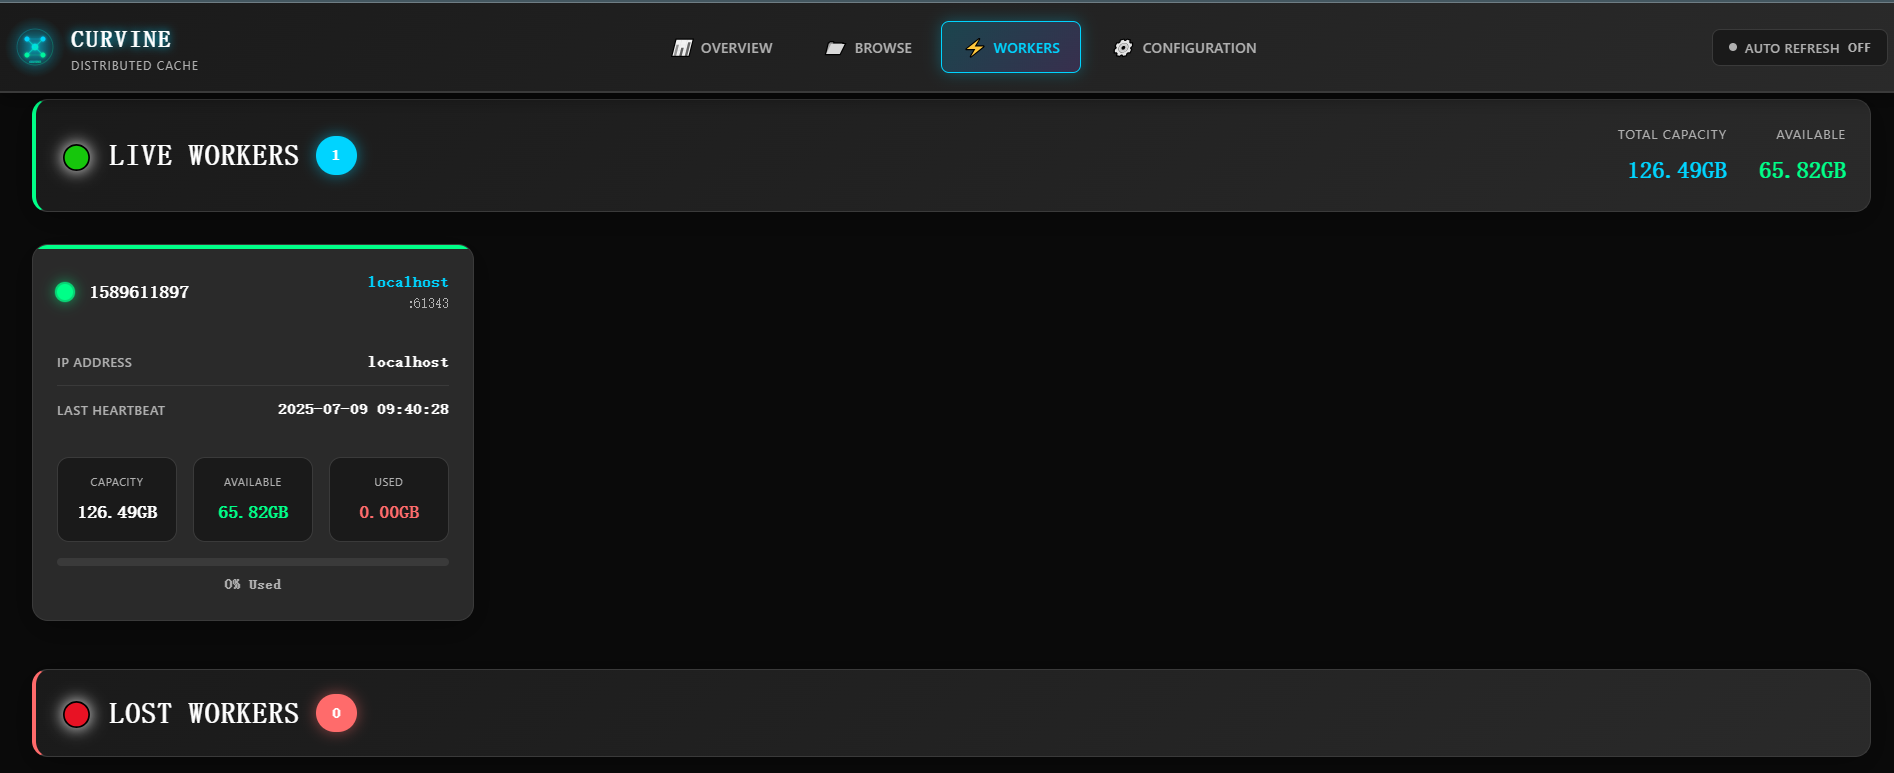 CURVINE
DISTRIBUTED CACHE
OVERVIEW
BROWSE
WORKERS
CONFIGURATION
AUTO REFRESH OFF
LIVE WORKERS 1
TOTAL CAPACITY
126.49GB
AVAILABLE
65.82GB
1589611897
localhost
:61343
IP ADDRESS localhost
LAST HEARTBEAT 2025-07-09 09:40:28
CAPACITY
126.49GB
AVAILABLE
65.82GB
USED
0.00GB
0% Used
LOST WORKERS 0